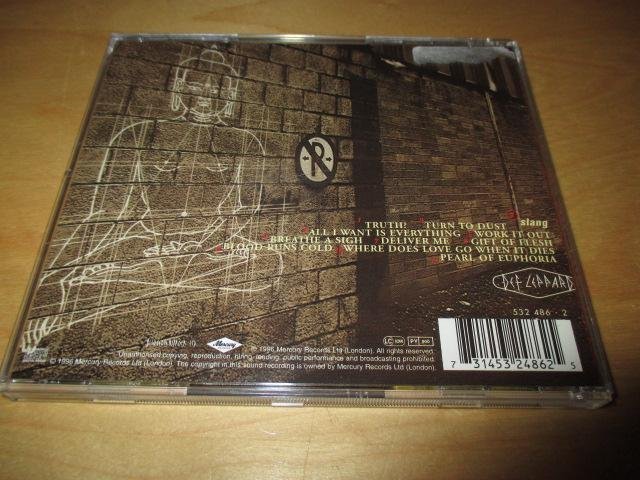 P
TRUTH? TURN TO DUST slang
ALL I WANT IS EVERYTHING WORK IT OUT
BREATHE A SIGH DELIVER ME GIFT OF FLESH
BLOOD RUNS COLD WHERE DOES LOVE GO WHEN IT DIES
PEARL OF EUPHORIA
DEF LEPPARD
532 486 - 2
Mercury
℗ 1996 Mercury Records Ltd (London). All rights reserved.
LC
PY
Unauthorised copying, reproduction, hiring, lending, public performance and broadcasting prohibited.
© 1996 Mercury Records Ltd (London). The copyright in this sound recording is owned by Mercury Records Ltd (London).
7 31453 24862 5